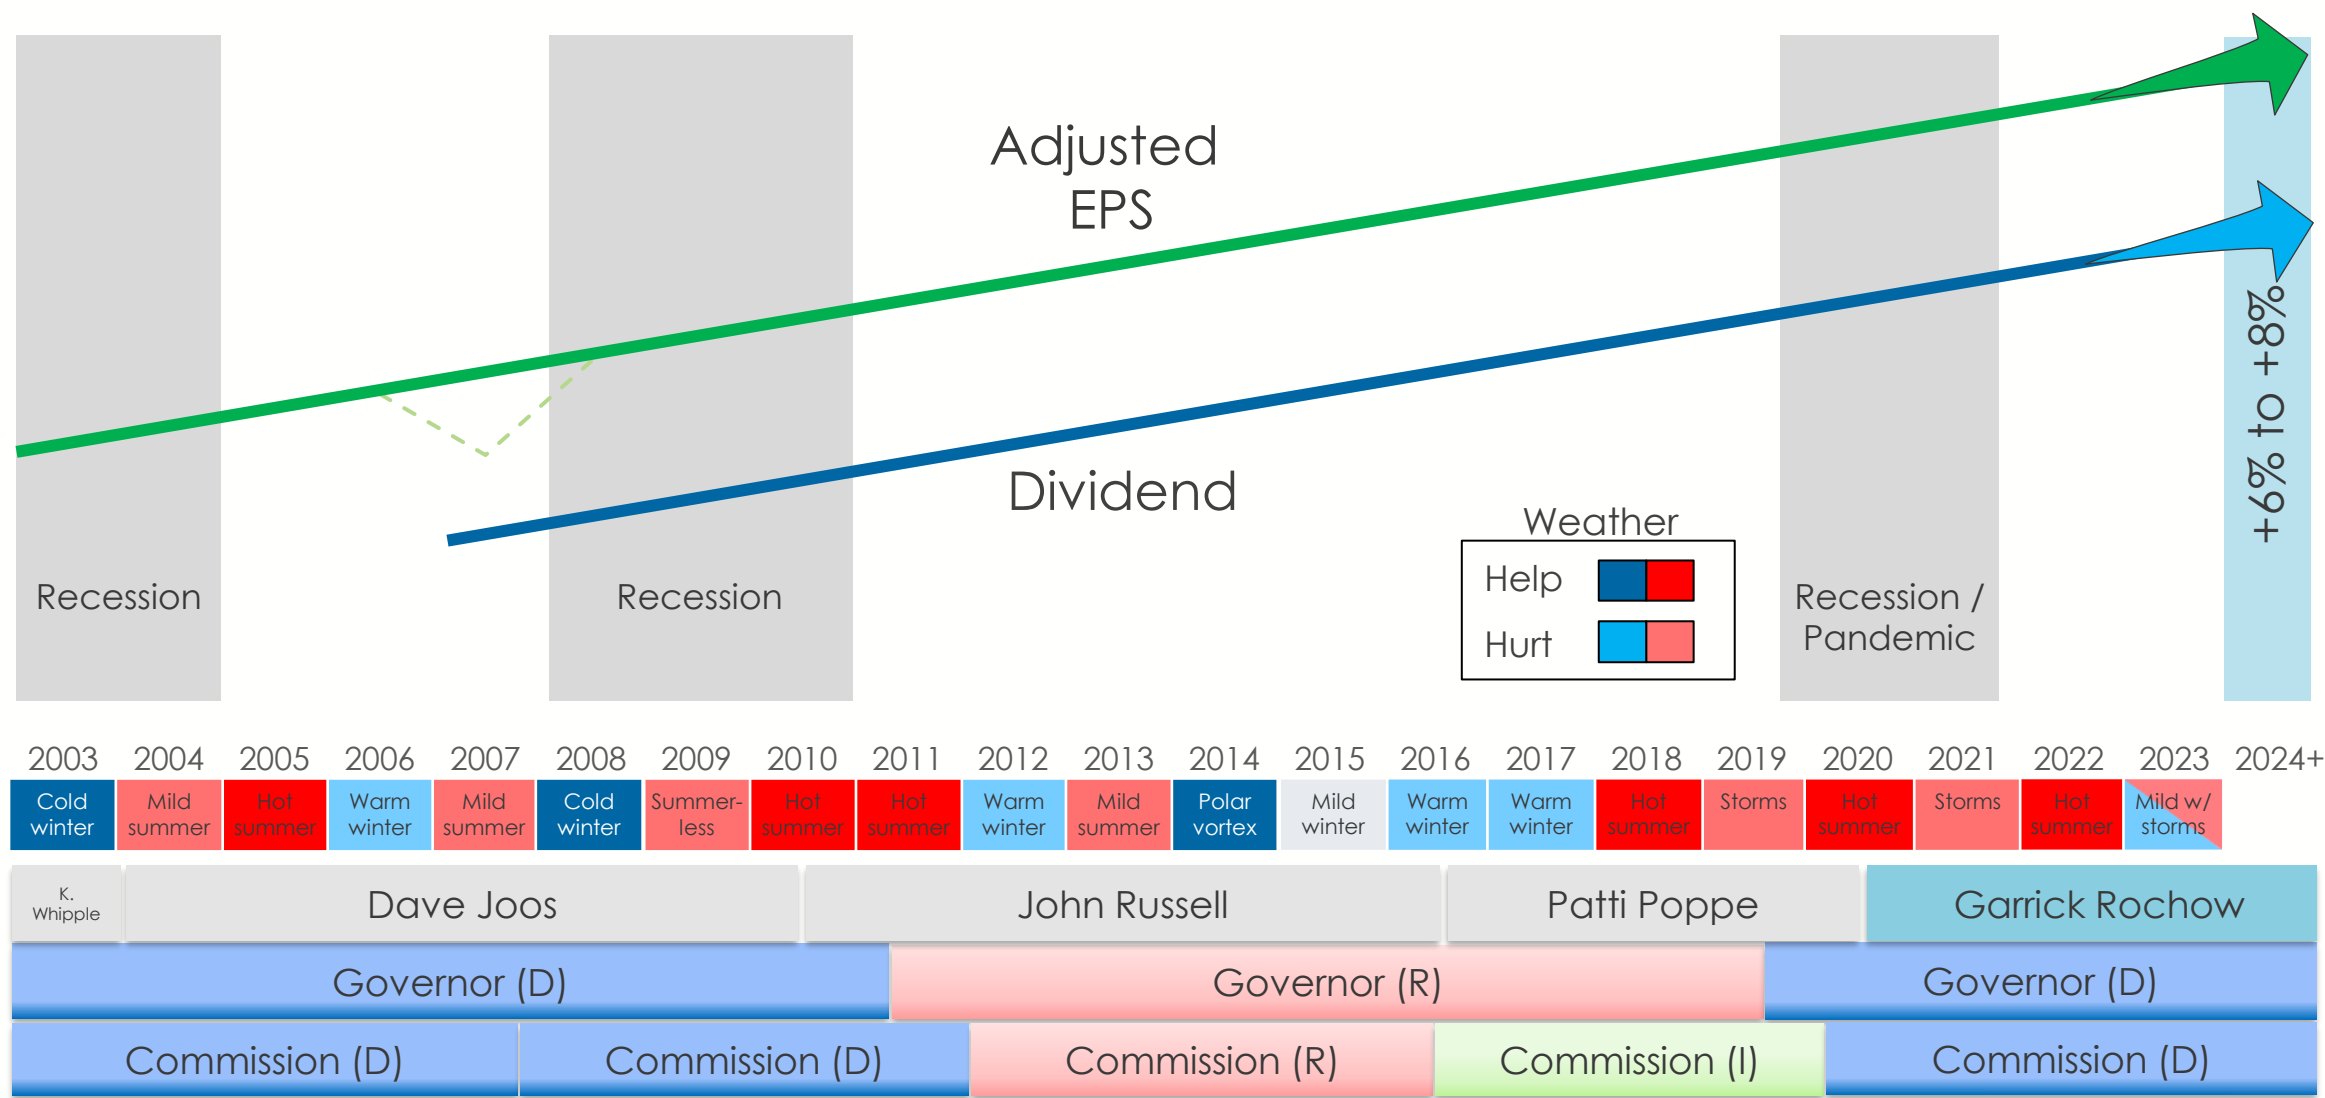 Adjusted
EPS
Dividend
+6% to +8%
Weather
Help
Hurt
Recession
Recession
Recession /
Pandemic
2003 2004 2005 2006 2007 2008 2009 2010 2011 2012 2013 2014 2015 2016 2017 2018 2019 2020 2021 2022 2023 2024+
Cold Mild Hot Warm Mild Cold Summer- Hot Hot Warm Mild Polar Mild Warm Warm Hot Storms Hot Storms Hot Mild w/
winter summer summer winter summer winter less summer summer winter summer vortex winter winter winter summer summer summer storms
K.
Whipple
Dave Joos
John Russell
Patti Poppe
Garrick Rochow
Governor (D)
Governor (R)
Governor (D)
Commission (D)
Commission (D)
Commission (R)
Commission (I)
Commission (D)